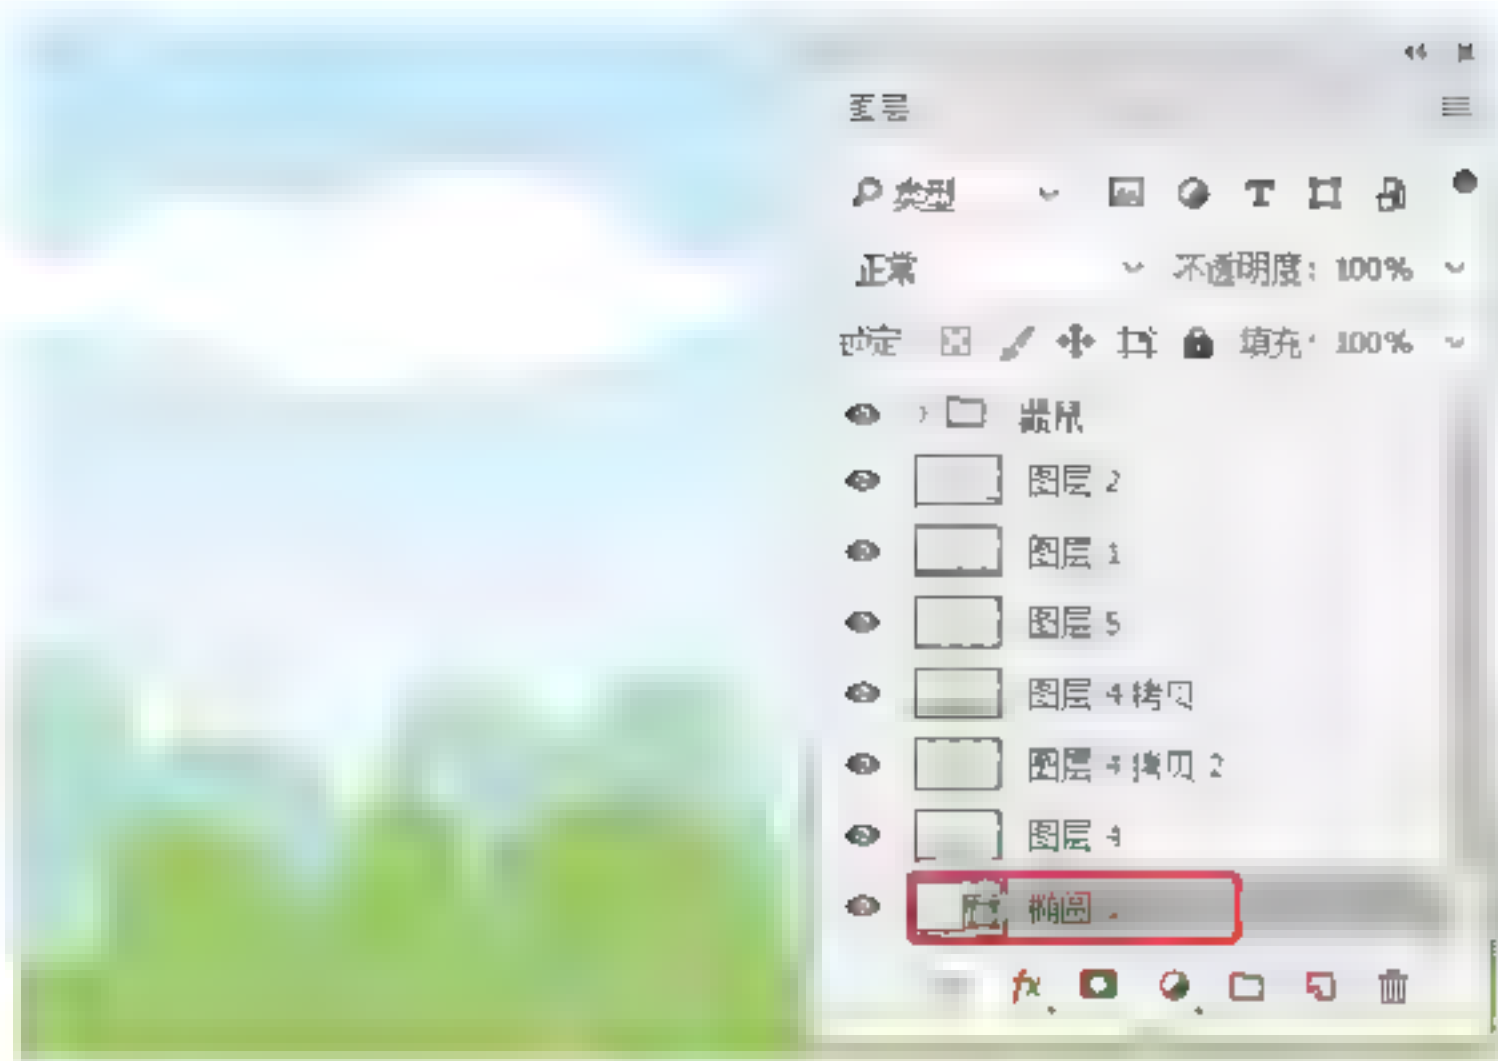 图层
类型
正常 不透明度: 100%
锁定 填充: 100%
图层 2
图层 1
图层 5
图层 4 拷贝
图层 4 拷贝 2
图层 4
椭圆
fx